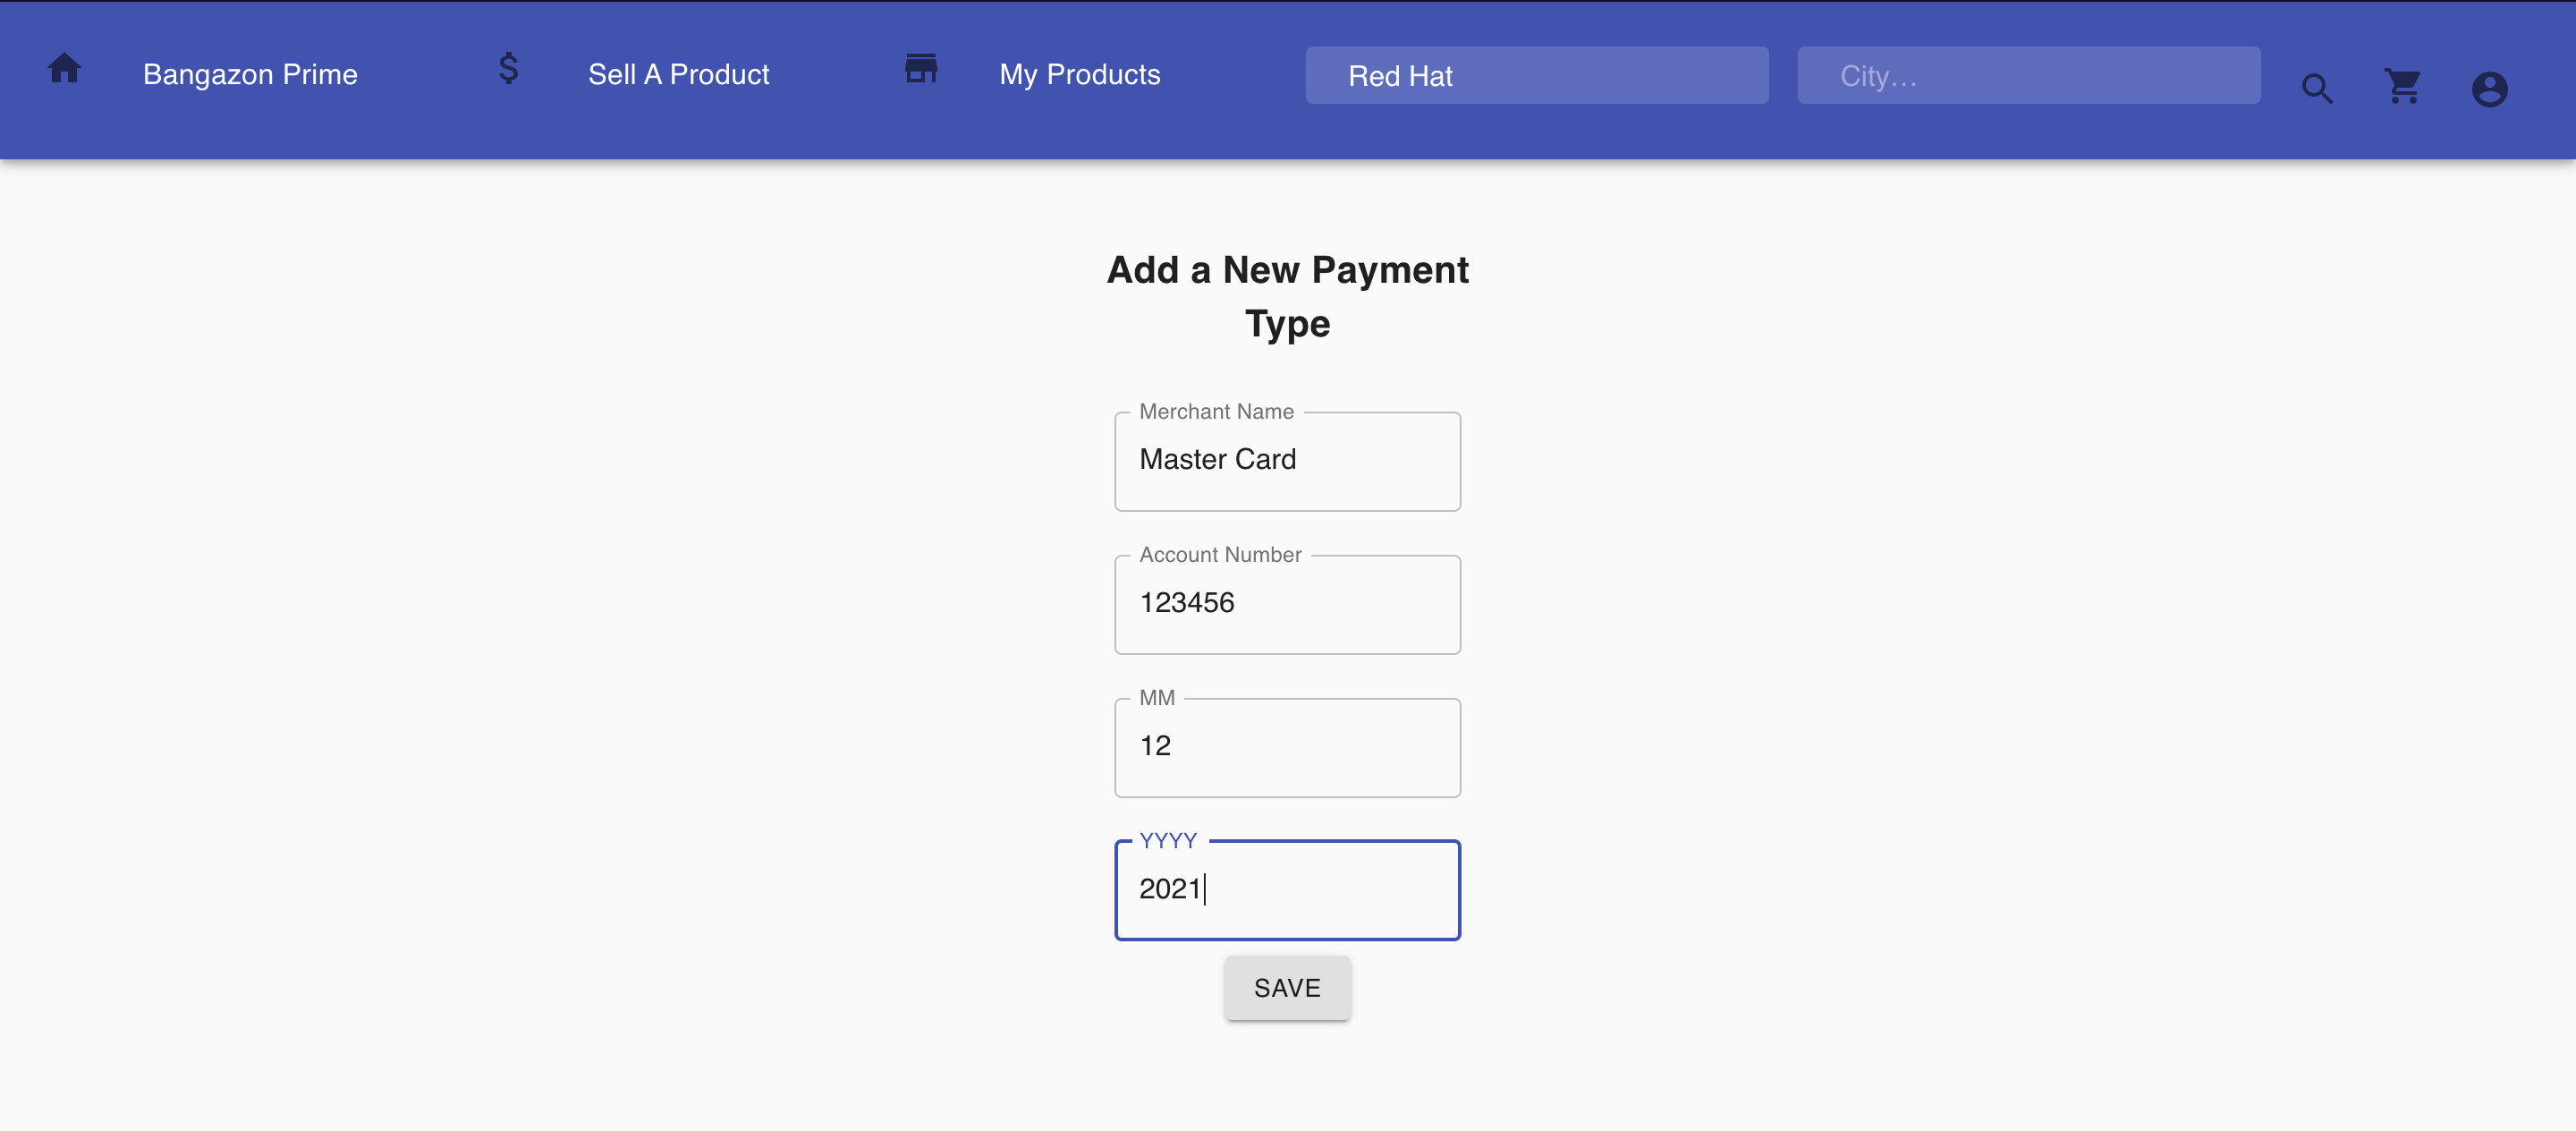 Bangazon Prime
Sell A Product
My Products
Red Hat
City...
Add a New Payment
Type
Merchant Name
Master Card
Account Number
123456
MM
12
YYYY
2021
SAVE